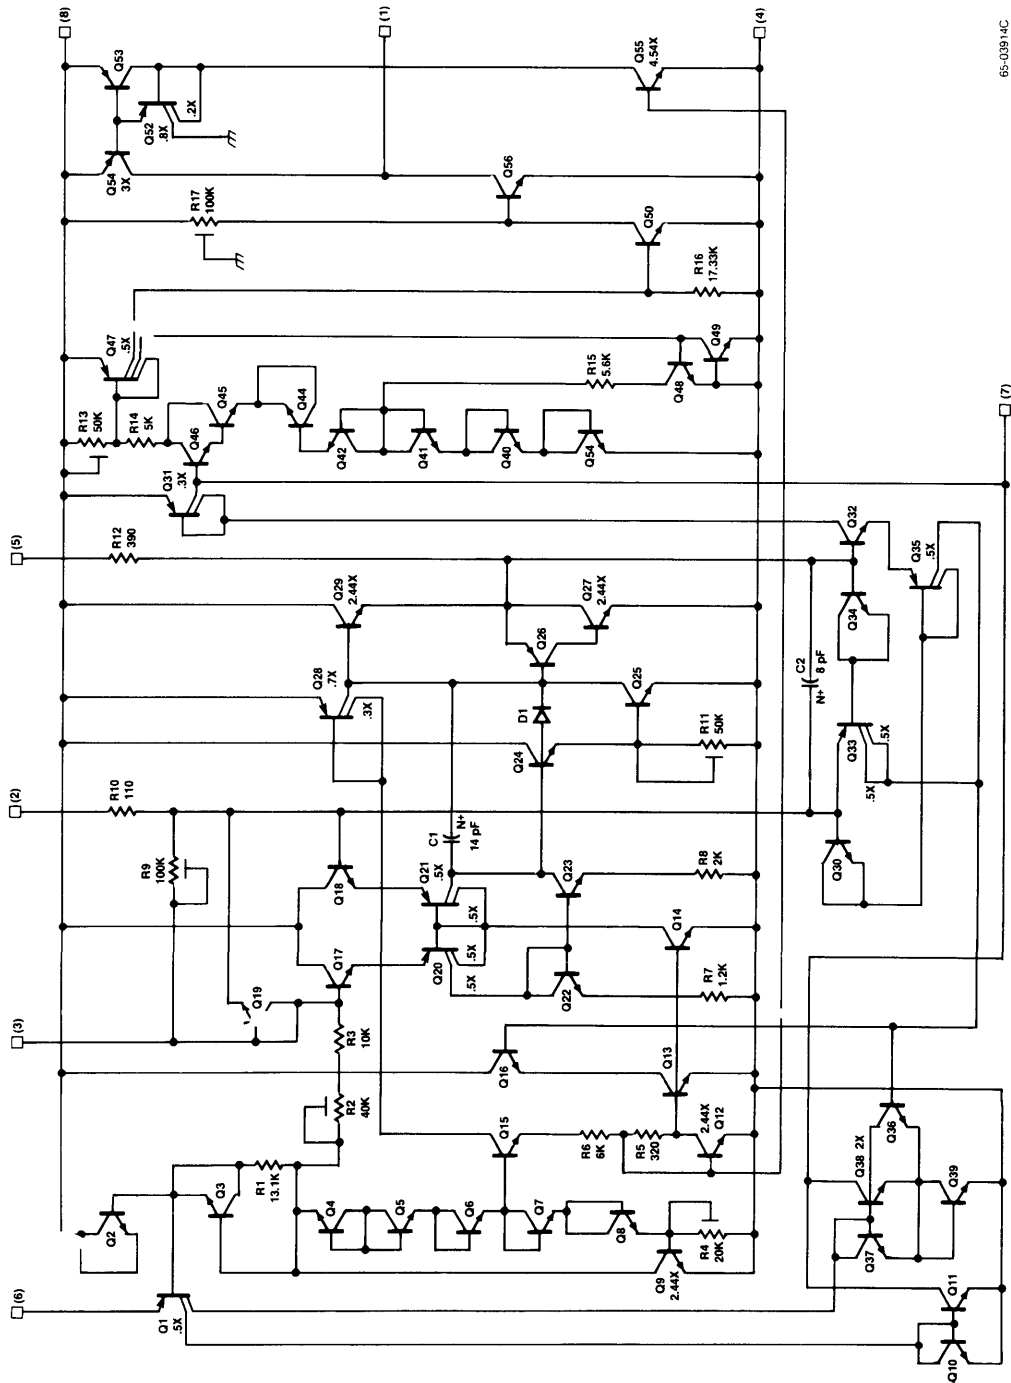 (8)
(1)
(4)
65-03914C
Q53
Q52
.8X
.2X
Q54
3X
Q55
4.54X
Q56
R17
100K
Q50
R16
17.33K
Q47
.5X
Q49
Q48
R15
5.6K
R13
50K
R14
5K
Q45
Q44
Q46
.3X
Q42
Q41
Q40
Q54
Q31
(7)
(5)
R12
390
Q32
Q35
.5X
Q29
2.44X
Q27
2.44X
Q26
Q34
Q28
.7X
.3X
Q25
C2
8 pF
N+
D1
Q24
R11
50K
Q33
.5X
.5X
(2)
R10
110
Q30
R9
100K
C1
N+
14 pF
Q18
Q21
.5X
.5X
Q23
R8
2K
Q17
Q20
.5X
.5X
Q14
Q22
R7
1.2K
Q19
(3)
R3
10K
Q16
Q13
R2
40K
Q15
R6
6K
R5
320
2.44X
Q12
Q36
Q3
R1
13.1K
Q38 2X
Q39
Q2
Q4
Q5
Q6
Q7
Q8
R4
20K
Q9
2.44X
Q37
(6)
Q1
.5X
Q11
Q10